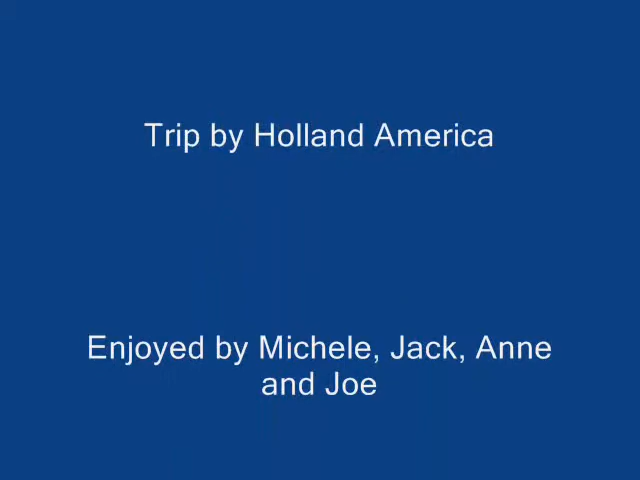 Trip by Holland America
Enjoyed by Michele, Jack, Anne
and Joe